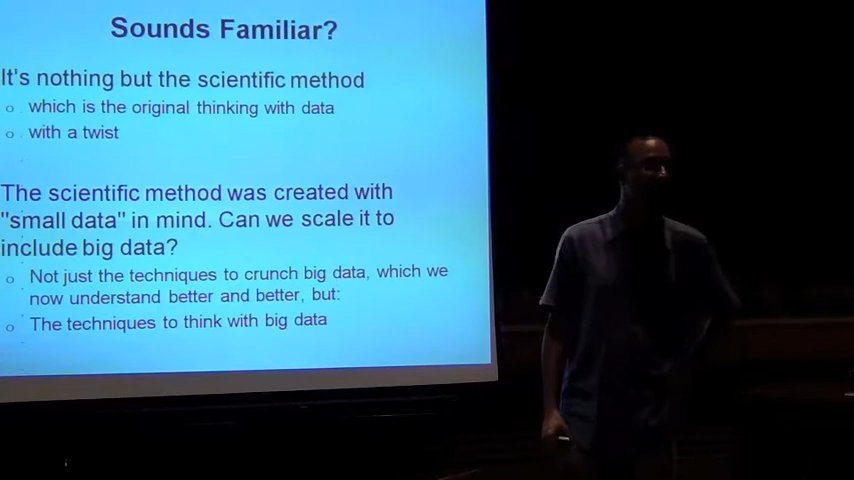 Sounds Familiar?
It's nothing but the scientific method
o which is the original thinking with data
o with a twist
The scientific method was created with
"small data" in mind. Can we scale it to
include big data?
o Not just the techniques to crunch big data, which we
now understand better and better, but:
o The techniques to think with big data